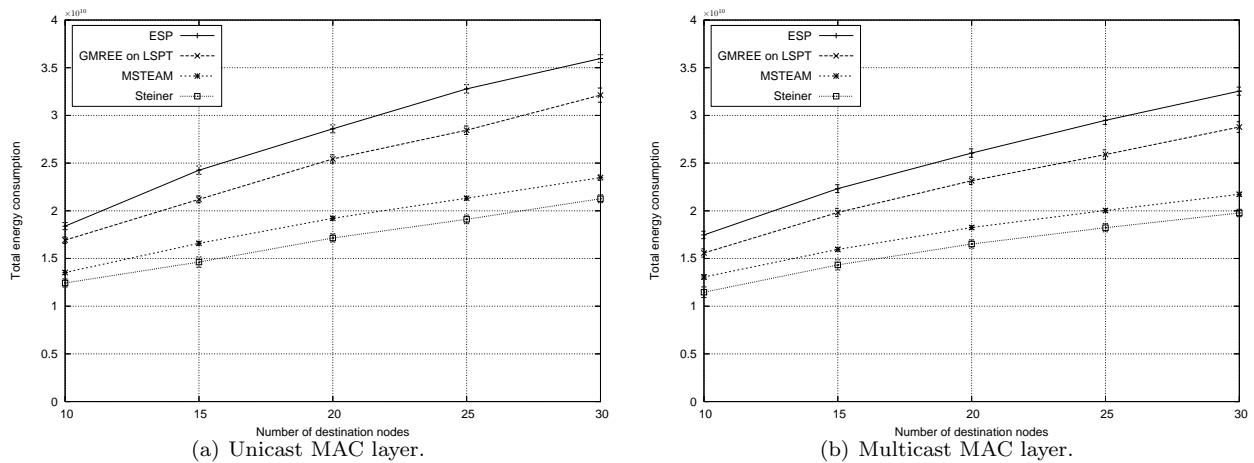 ×10¹⁰
4
3.5
3
2.5
2
1.5
1
0.5
0
Total energy consumption
ESP
GMREE on LSPT
MSTEAM
Steiner
10 15 20 25 30
Number of destination nodes
(a) Unicast MAC layer.
×10¹⁰
4
3.5
3
2.5
2
1.5
1
0.5
0
Total energy consumption
ESP
GMREE on LSPT
MSTEAM
Steiner
10 15 20 25 30
Number of destination nodes
(b) Multicast MAC layer.